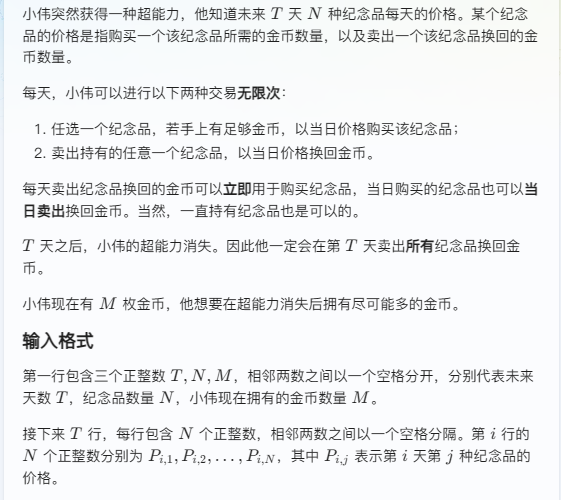 小伟突然获得一种超能力，他知道未来 T 天 N 种纪念品每天的价格。某个纪念
品的价格是指购买一个该纪念品所需的金币数量，以及卖出一个该纪念品换回的金
币数量。
每天，小伟可以进行以下两种交易无限次：
1. 任选一个纪念品，若手上有足够金币，以当日价格购买该纪念品；
2. 卖出持有的任意一个纪念品，以当日价格换回金币。
每天卖出纪念品换回的金币可以立即用于购买纪念品，当日购买的纪念品也可以当
日卖出换回金币。当然，一直持有纪念品也是可以的。
T 天之后，小伟的超能力消失。因此他一定会在第 T 天卖出所有纪念品换回金
币。
小伟现在有 M 枚金币，他想要在超能力消失后拥有尽可能多的金币。
输入格式
第一行包含三个正整数 T, N, M，相邻两数之间以一个空格分开，分别代表未来
天数 T，纪念品数量 N，小伟现在拥有的金币数量 M。
接下来 T 行，每行包含 N 个正整数，相邻两数之间以一个空格分隔。第 i 行的
N 个正整数分别为 P_{i,1}, P_{i,2}, ..., P_{i,N}，其中 P_{i,j} 表示第 i 天第 j 种纪念品的
价格。